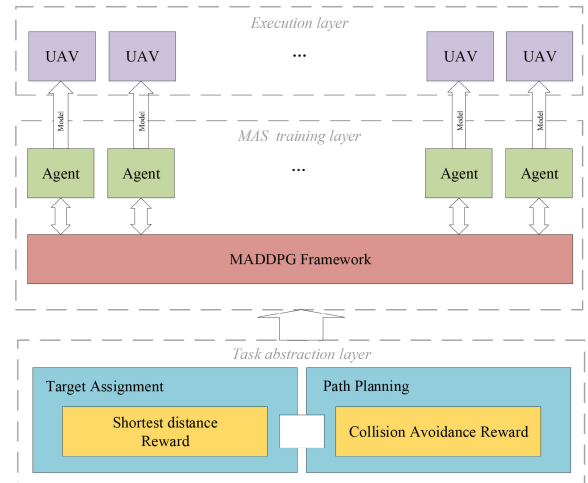 Execution layer
UAV UAV ... UAV UAV
Model Model Model Model
MAS training layer
Agent Agent ... Agent Agent
MADDPG Framework
Task abstraction layer
Target Assignment
Shortest distance
Reward
Path Planning
Collision Avoidance Reward